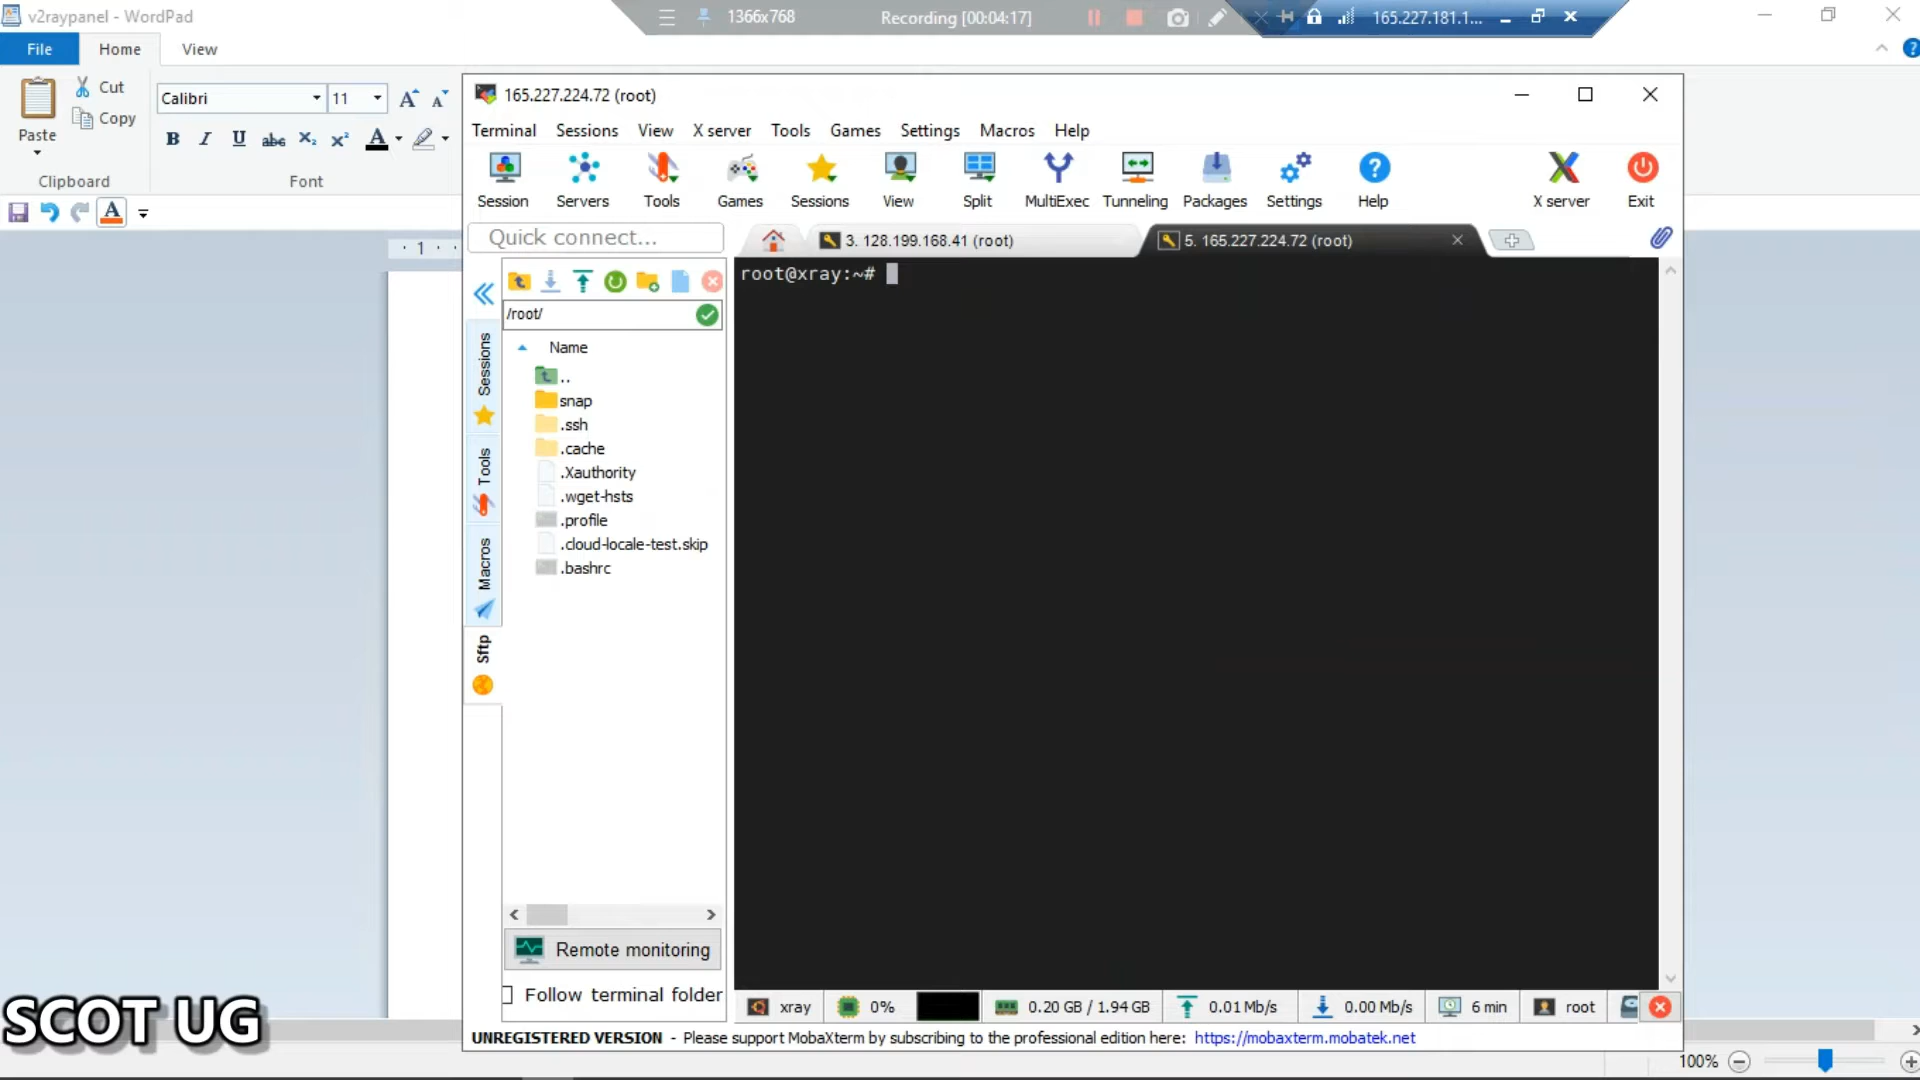 v2raypanel - WordPad
1366x768
Recording [00:04:17]
165.227.181.1...
File
Home
View
Paste
Cut
Copy
Calibri
11
Clipboard
Font
1
165.227.224.72 (root)
Terminal
Sessions
View
X server
Tools
Games
Settings
Macros
Help
Session
Servers
Tools
Games
Sessions
View
Split
MultiExec
Tunneling
Packages
Settings
Help
X server
Exit
Quick connect...
3. 128.199.168.41 (root)
5. 165.227.224.72 (root)
/root/
Name
..
snap
.ssh
.cache
.Xauthority
.wget-hsts
.profile
.cloud-locale-test.skip
.bashrc
Sessions
Tools
Macros
Sftp
root@xray:~#
Remote monitoring
Follow terminal folder
xray
0%
0.20 GB / 1.94 GB
0.01 Mb/s
0.00 Mb/s
6 min
root
UNREGISTERED VERSION - Please support MobaXterm by subscribing to the professional edition here: https://mobaxterm.mobatek.net
SCOT UG
100%